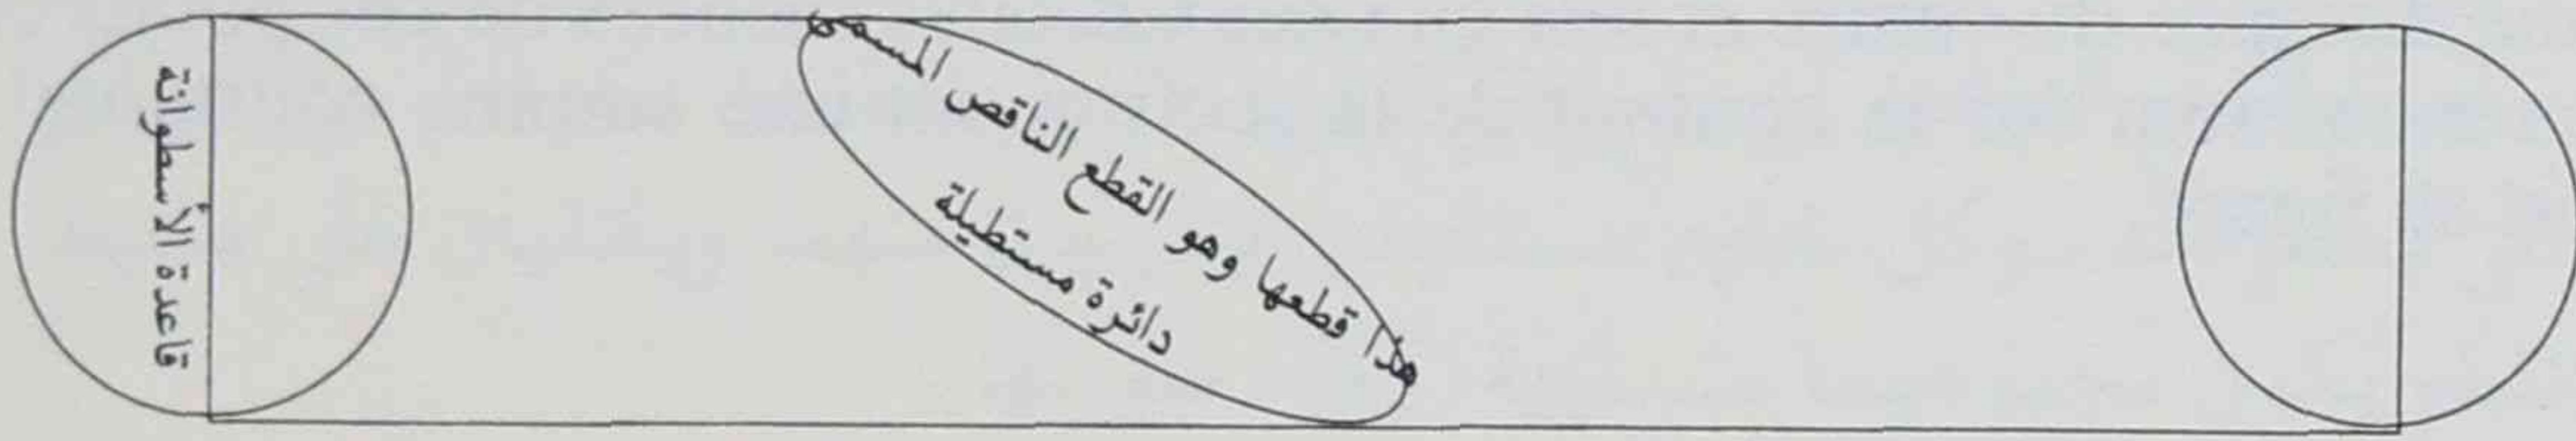 هذا قطعها وهو القطع الناقص المسمى
دائرة مستطيلة
قاعدة الأسطوانة